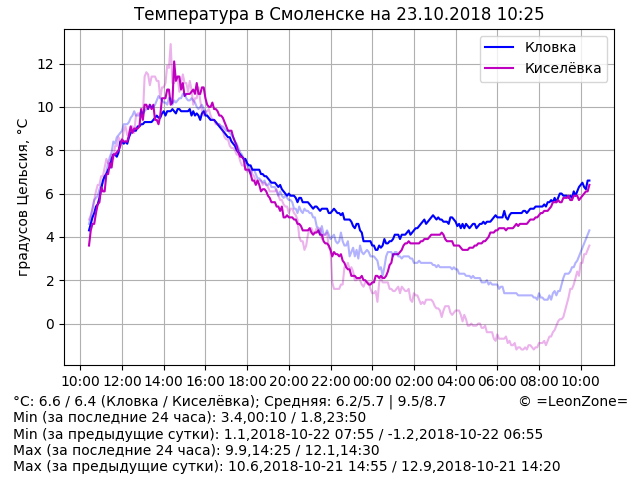 Температура в Смоленске на 23.10.2018 10:25
Кловка
Киселёвка
градусов Цельсия, °C
12
10
8
6
4
2
0
10:00 12:00 14:00 16:00 18:00 20:00 22:00 00:00 02:00 04:00 06:00 08:00 10:00
°C: 6.6 / 6.4 (Кловка / Киселёвка); Средняя: 6.2/5.7 | 9.5/8.7 © =LeonZone=
Min (за последние 24 часа): 3.4,00:10 / 1.8,23:50
Min (за предыдущие сутки): 1.1,2018-10-22 07:55 / -1.2,2018-10-22 06:55
Max (за последние 24 часа): 9.9,14:25 / 12.1,14:30
Max (за предыдущие сутки): 10.6,2018-10-21 14:55 / 12.9,2018-10-21 14:20